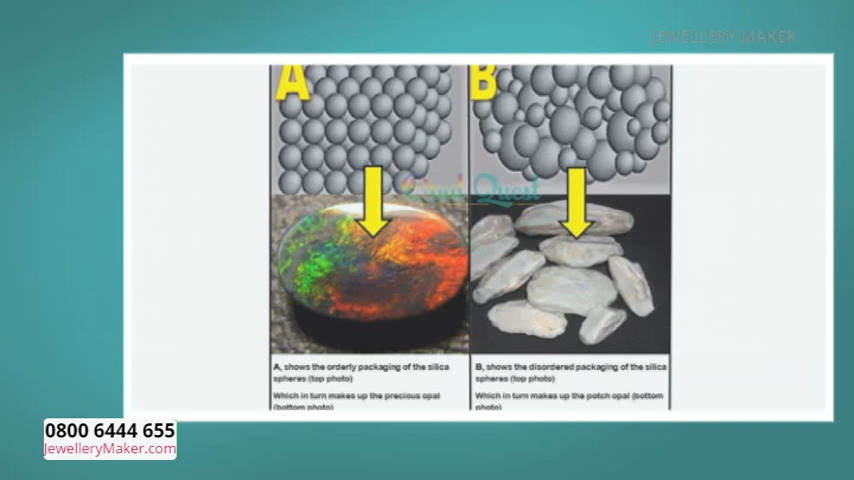 JEWELLERY MAKER
A
B
Opal Quest
A, shows the orderly packaging of the silica
spheres (top photo)
Which in turn makes up the precious opal
(bottom photo)
B, shows the disordered packaging of the silica
spheres (top photo)
Which in turn makes up the potch opal (bottom
photo)
0800 6444 655
JewelleryMaker.com